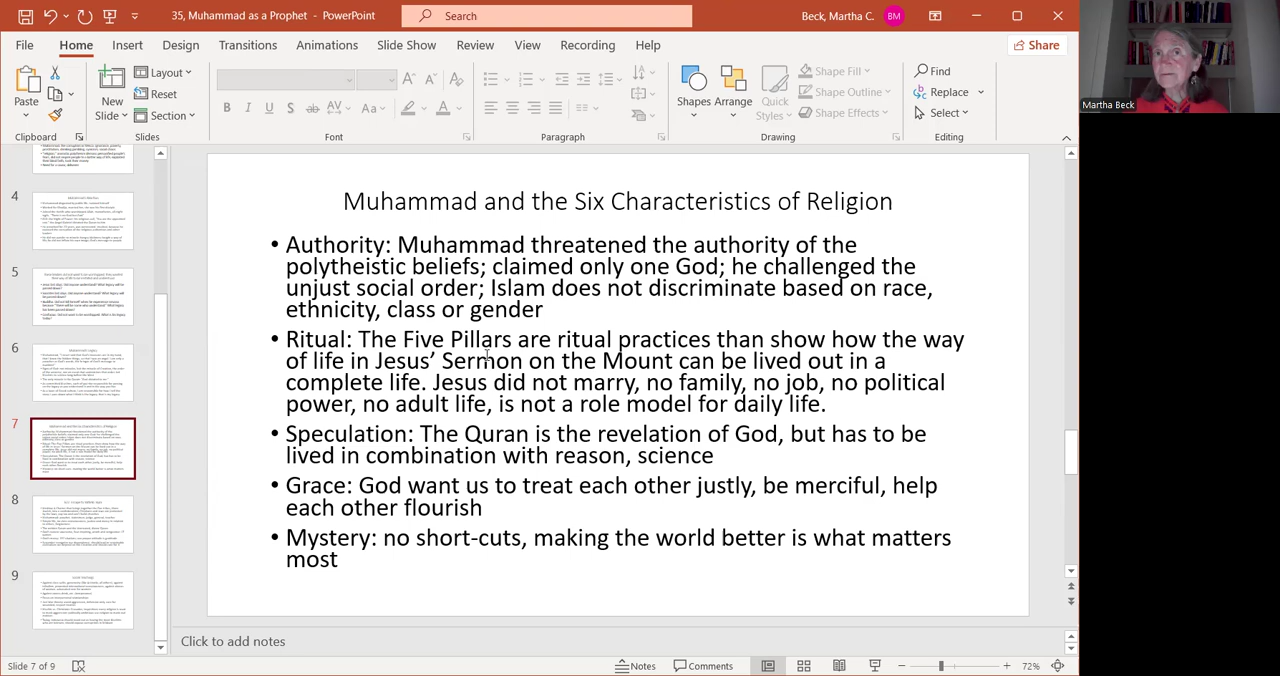 35, Muhammad as a Prophet - PowerPoint
Search
Beck, Martha C.
BM
File
Home
Insert
Design
Transitions
Animations
Slide Show
Review
View
Recording
Help
Share
Paste
New
Slide
Layout
Reset
Section
B I U S ab AV Aa A
Shapes
Arrange
Quick
Styles
Shape Fill
Shape Outline
Shape Effects
Find
Replace
Select
Clipboard
Slides
Font
Paragraph
Drawing
Editing
Martha Beck
4
5
6
7
8
9
Muhammad and the Six Characteristics of Religion
• Authority: Muhammad threatened the authority of the
polytheistic beliefs; claimed only one God; he challenged the
unjust social order; Islam does not discriminate based on race,
ethnicity, class or gender
• Ritual: The Five Pillars are ritual practices than show how the way
of life in Jesus’ Sermon on the Mount can be lived out in a
complete life. Jesus did not marry, no family, no job, no political
power, no adult life, is not a role model for daily life.
• Speculation: The Quran is the revelation of God, but has to be
lived in combination with reason, science
• Grace: God want us to treat each other justly, be merciful, help
each other flourish
• Mystery: no short-cuts, making the world better is what matters
most
Click to add notes
Slide 7 of 9
Notes
Comments
72%